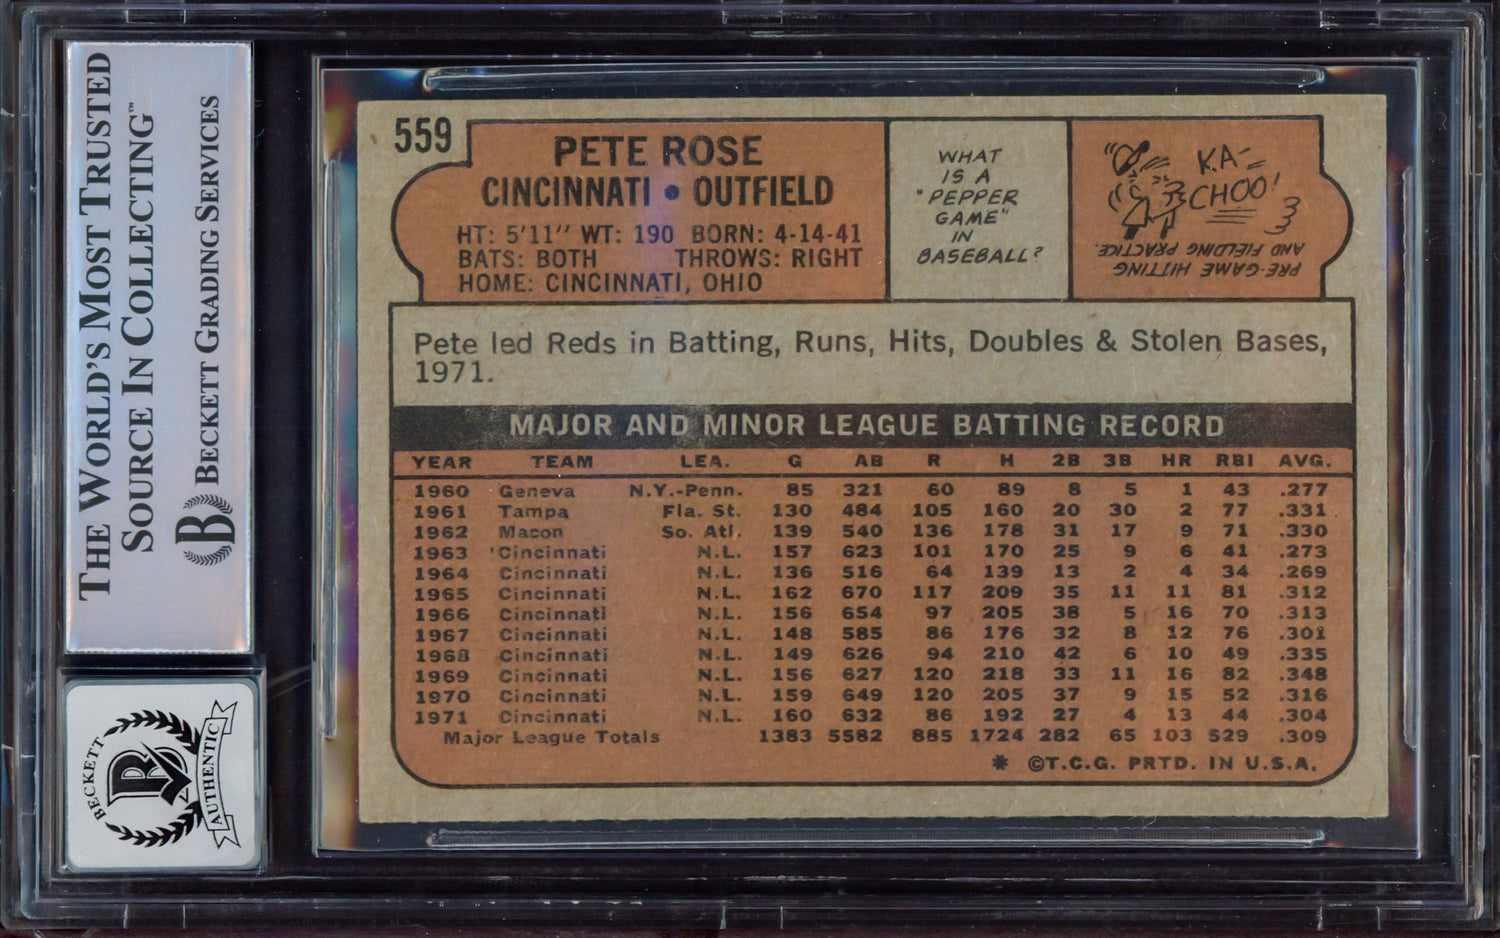 THE WORLD'S MOST TRUSTED
SOURCE IN COLLECTING™
BECKETT GRADING SERVICES
B
BECKETT
AUTHENTIC
559
PETE ROSE
CINCINNATI • OUTFIELD
HT: 5'11" WT: 190 BORN: 4-14-41
BATS: BOTH THROWS: RIGHT
HOME: CINCINNATI, OHIO
WHAT
IS A
"PEPPER
GAME"
IN
BASEBALL?
KA-
CHOO!
PRE-GAME HITTING
AND FIELDING PRACTICE.
Pete led Reds in Batting, Runs, Hits, Doubles & Stolen Bases,
1971.
MAJOR AND MINOR LEAGUE BATTING RECORD
YEAR TEAM LEA. G AB R H 2B 3B HR RBI AVG.
1960 Geneva N.Y.-Penn. 85 321 60 89 8 5 1 43 .277
1961 Tampa Fla. St. 130 484 105 160 20 30 2 77 .331
1962 Macon So. Atl. 139 540 136 178 31 17 9 71 .330
1963 Cincinnati N.L. 157 623 101 170 25 9 6 41 .273
1964 Cincinnati N.L. 136 516 64 139 13 2 4 34 .269
1965 Cincinnati N.L. 162 670 117 209 35 11 11 81 .312
1966 Cincinnati N.L. 156 654 97 205 38 5 16 70 .313
1967 Cincinnati N.L. 148 585 86 176 32 8 12 76 .301
1968 Cincinnati N.L. 149 626 94 210 42 6 10 49 .335
1969 Cincinnati N.L. 156 627 120 218 33 11 16 82 .348
1970 Cincinnati N.L. 159 649 120 205 37 9 15 52 .316
1971 Cincinnati N.L. 160 632 86 192 27 4 13 44 .304
Major League Totals 1383 5582 885 1724 282 65 103 529 .309
* ©T.C.G. PRTD. IN U.S.A.